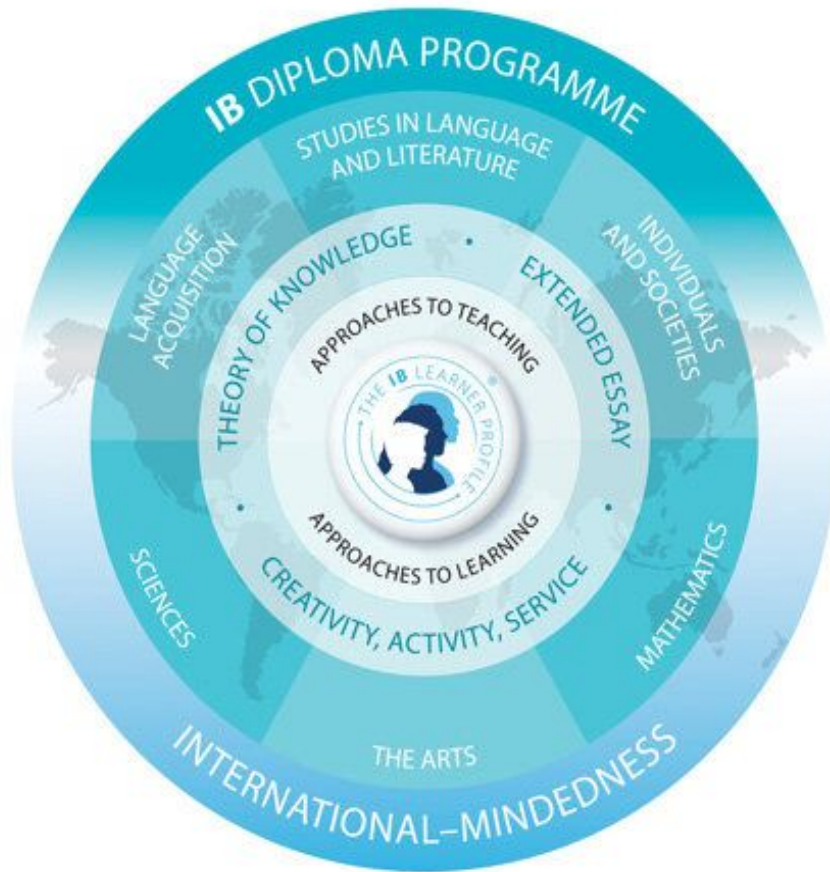 IB DIPLOMA PROGRAMME
STUDIES IN LANGUAGE
AND LITERATURE
LANGUAGE
ACQUISITION
INDIVIDUALS
AND SOCIETIES
THEORY OF KNOWLEDGE
•
EXTENDED ESSAY
•
CREATIVITY, ACTIVITY, SERVICE
•
APPROACHES TO TEACHING
THE IB LEARNER PROFILE ®
APPROACHES TO LEARNING
SCIENCES
MATHEMATICS
THE ARTS
INTERNATIONAL–MINDEDNESS